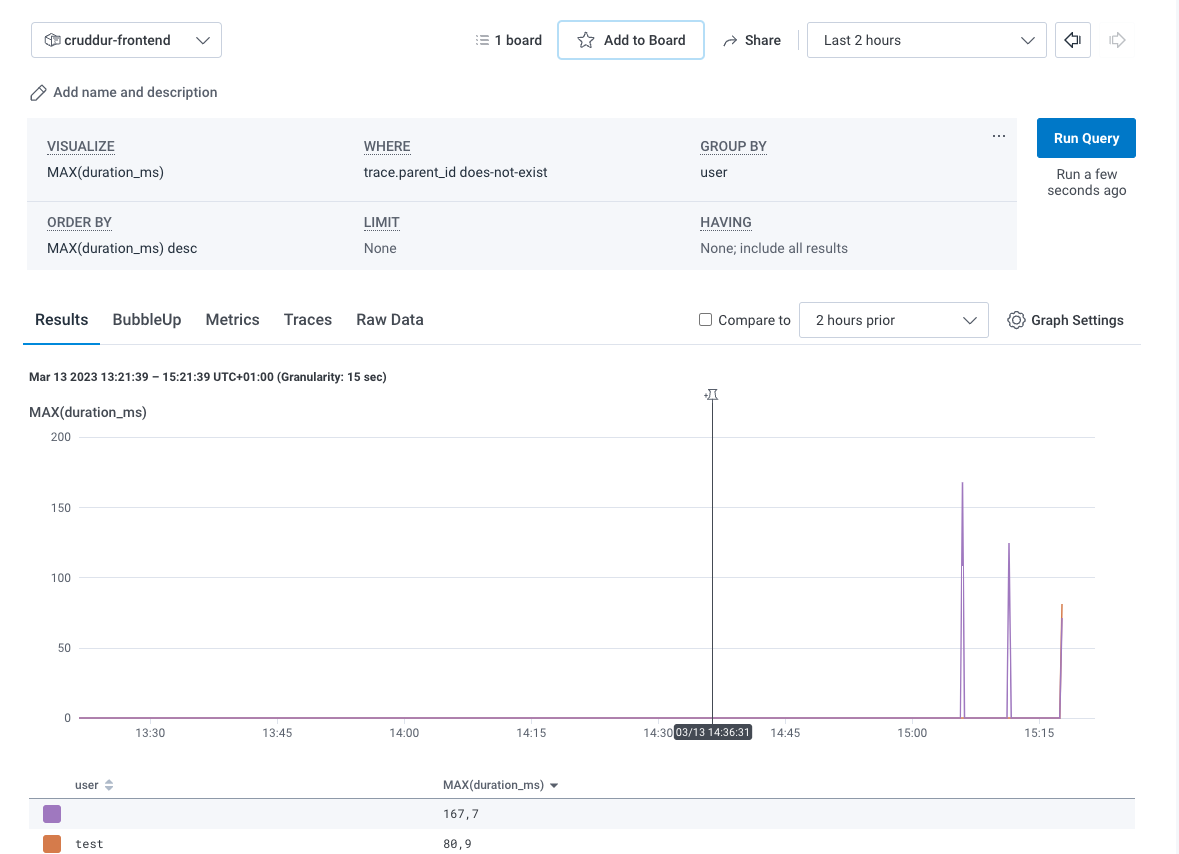 cruddur-frontend
1 board
Add to Board
Share
Last 2 hours
Add name and description
VISUALIZE
MAX(duration_ms)
WHERE
trace.parent_id does-not-exist
GROUP BY
user
...
Run Query
Run a few
seconds ago
ORDER BY
MAX(duration_ms) desc
LIMIT
None
HAVING
None; include all results
Results
BubbleUp
Metrics
Traces
Raw Data
Compare to
2 hours prior
Graph Settings
Mar 13 2023 13:21:39 – 15:21:39 UTC+01:00 (Granularity: 15 sec)
MAX(duration_ms)
200
150
100
50
0
13:30
13:45
14:00
14:15
14:30
03/13 14:36:31
14:45
15:00
15:15
user
MAX(duration_ms)
167,7
test
80,9